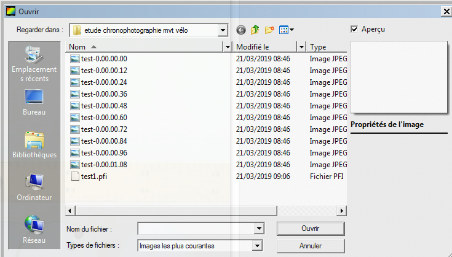 Ouvrir
Regarder dans : etude chronophotographie mvt vélo
Aperçu
Nom Modifié le Type
test-0.00.00.00 21/03/2019 08:46 Image JPEG
test-0.00.00.12 21/03/2019 08:46 Image JPEG
test-0.00.00.24 21/03/2019 08:46 Image JPEG
test-0.00.00.36 21/03/2019 08:46 Image JPEG
test-0.00.00.48 21/03/2019 08:46 Image JPEG
test-0.00.00.60 21/03/2019 08:46 Image JPEG
test-0.00.00.72 21/03/2019 08:46 Image JPEG
test-0.00.00.84 21/03/2019 08:46 Image JPEG
test-0.00.00.96 21/03/2019 08:46 Image JPEG
test-0.00.01.08 21/03/2019 08:46 Image JPEG
test1.pfi 21/03/2019 09:06 Fichier PFI
Emplacement
s récents
Bureau
Bibliothèques
Ordinateur
Réseau
Propriétés de l'image
Nom du fichier : Ouvrir
Types de fichiers : Images les plus courantes Annuler